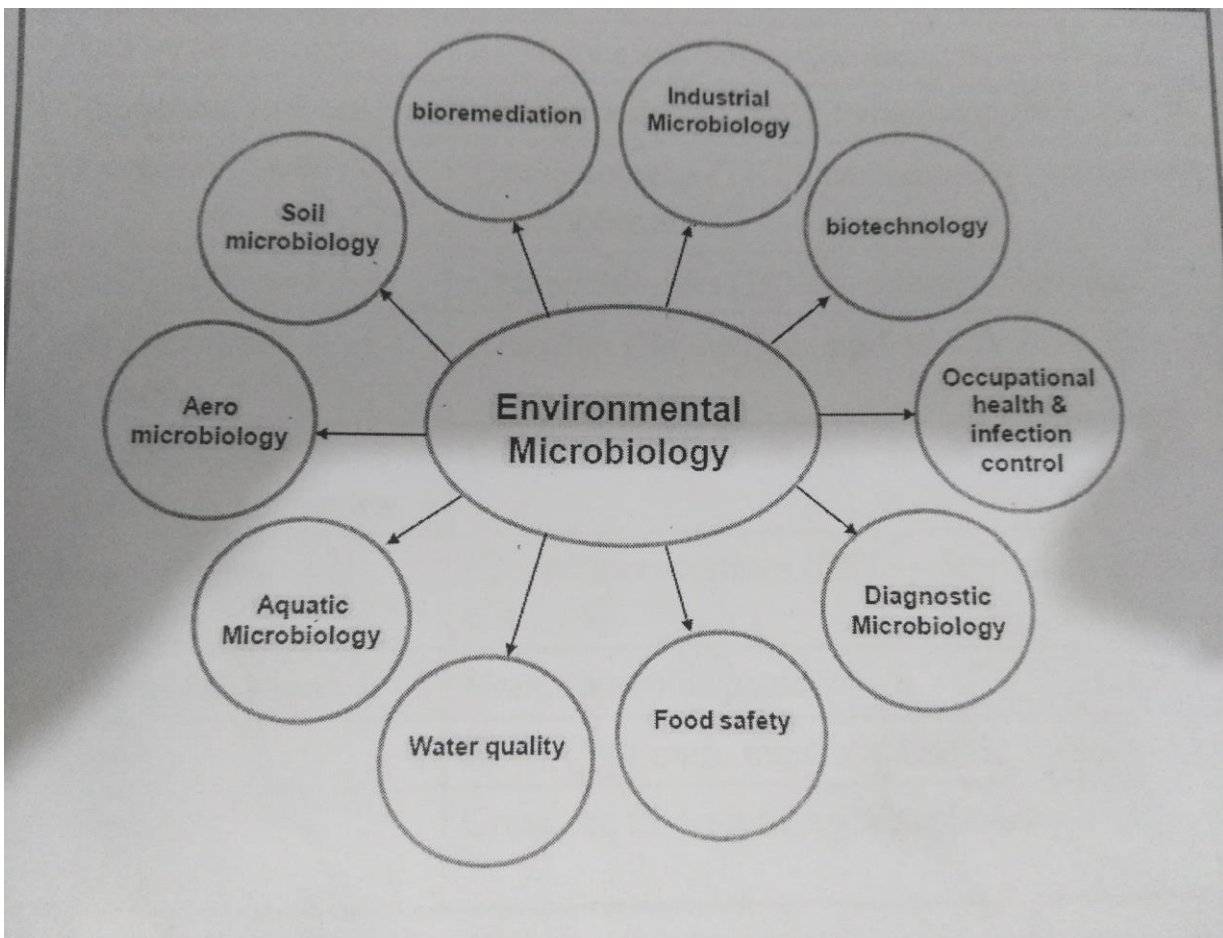 bioremediation
Industrial
Microbiology
Soil
microbiology
biotechnology
Aero
microbiology
Environmental
Microbiology
Occupational
health &
infection
control
Aquatic
Microbiology
Diagnostic
Microbiology
Water quality
Food safety